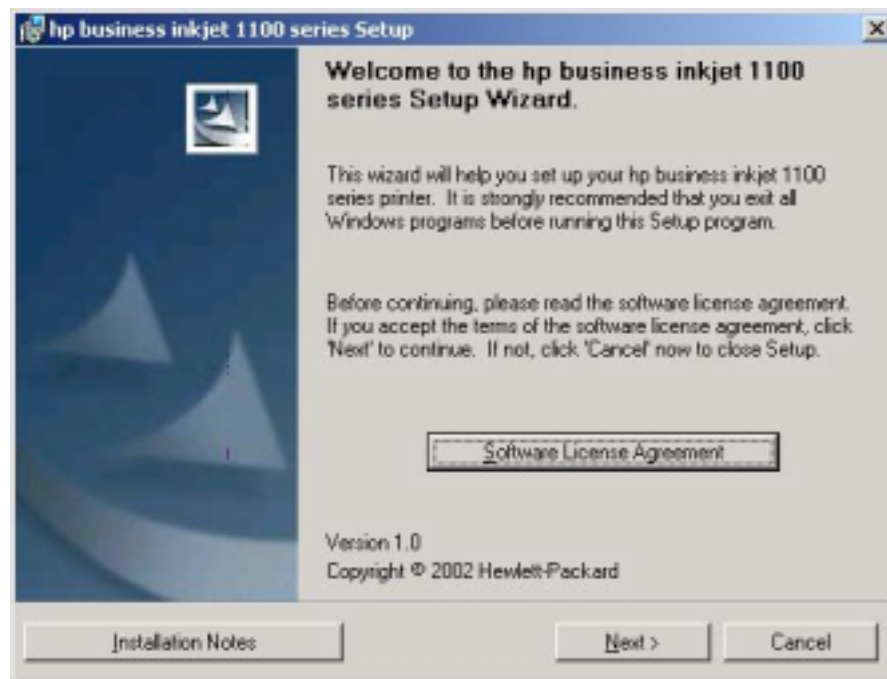 hp business inkjet 1100 series Setup
Welcome to the hp business inkjet 1100
series Setup Wizard.
This wizard will help you set up your hp business inkjet 1100
series printer. It is strongly recommended that you exit all
Windows programs before running this Setup program.
Before continuing, please read the software license agreement.
If you accept the terms of the software license agreement, click
'Next' to continue. If not, click 'Cancel' now to close Setup.
Software License Agreement
Version 1.0
Copyright © 2002 Hewlett-Packard
Installation Notes
Next >
Cancel